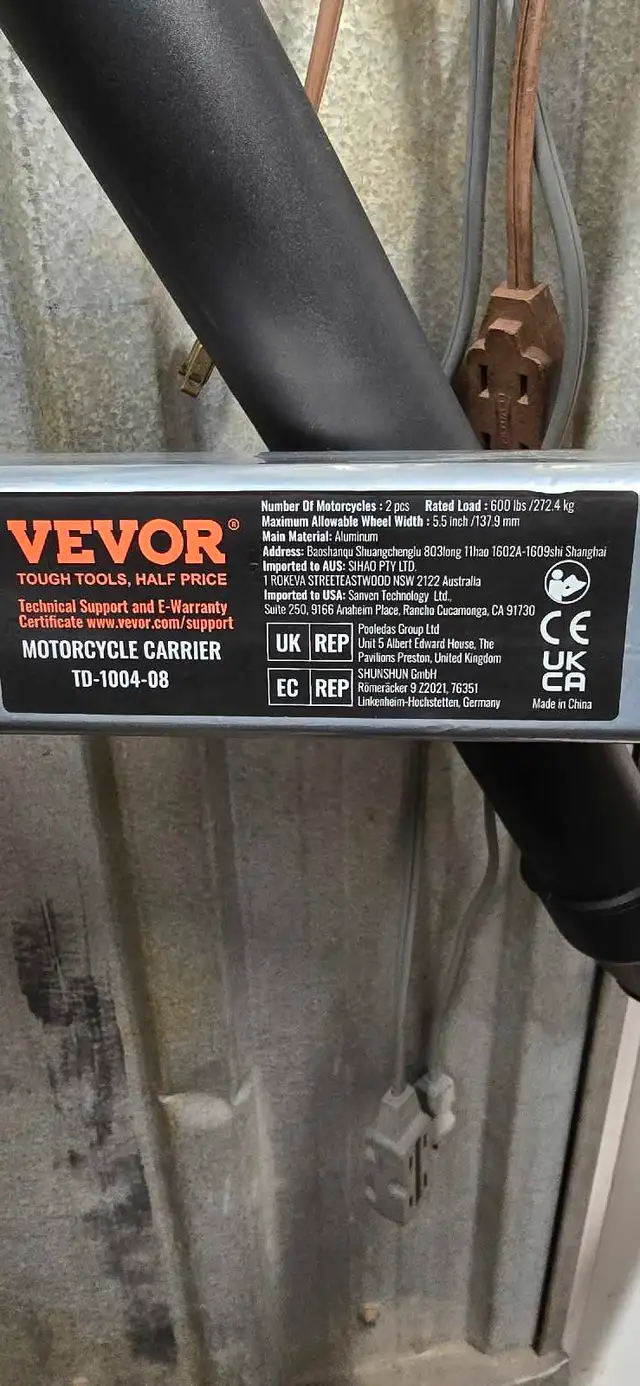 VEVOR®
TOUGH TOOLS, HALF PRICE
Technical Support and E-Warranty
Certificate www.vevor.com/support
MOTORCYCLE CARRIER
TD-1004-08
Number Of Motorcycles : 2 pcs Rated Load : 600 lbs /272.4 kg
Maximum Allowable Wheel Width : 5.5 inch /137.9 mm
Main Material: Aluminum
Address: Baoshanqu Shuangchenglu 803long 11hao 1602A-1609shi Shanghai
Imported to AUS: SIHAO PTY LTD.
1 ROKEVA STREETEASTWOOD NSW 2122 Australia
Imported to USA: Sanven Technology Ltd.,
Suite 250, 9166 Anaheim Place, Rancho Cucamonga, CA 91730
UK REP
Pooledas Group Ltd
Unit 5 Albert Edward House, The
Pavilions Preston, United Kingdom
EC REP
SHUNSHUN GmbH
Römeräcker 9 Z2021, 76351
Linkenheim-Hochstetten, Germany
CE
UK
CA
Made in China